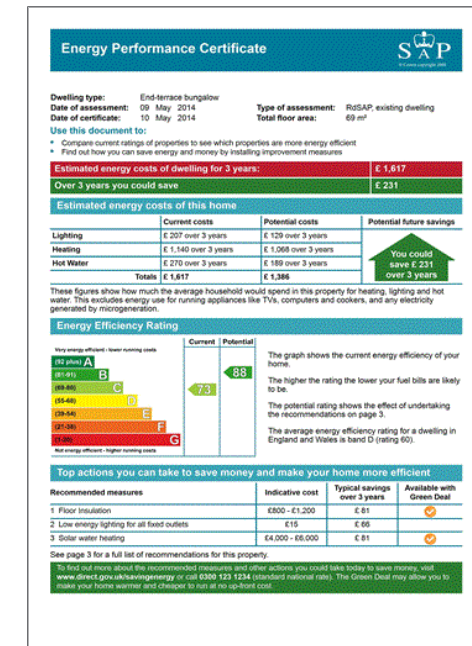 Energy Performance Certificate
SAP
Dwelling type: End-terrace bungalow
Date of assessment: 09 May 2014 Type of assessment: RdSAP, existing dwelling
Date of certificate: 10 May 2014 Total floor area: 69 m²
Use this document to:
• Compare current ratings of properties to see which properties are more energy efficient
• Find out how you can save energy and money by installing improvement measures
Estimated energy costs of dwelling for 3 years: £ 1,617
Over 3 years you could save £ 231
Estimated energy costs of this home
Current costs Potential costs Potential future savings
Lighting £ 207 over 3 years £ 129 over 3 years
Heating £ 1,140 over 3 years £ 1,068 over 3 years
Hot Water £ 270 over 3 years £ 189 over 3 years
Totals £ 1,617 £ 1,386
You could
save £ 231
over 3 years
These figures show how much the average household would spend in this property for heating, lighting and hot
water. This excludes energy use for running appliances like TVs, computers and cookers, and any electricity
generated by microgeneration.
Energy Efficiency Rating
Current Potential
Very energy efficient - lower running costs
(92 plus) A
(81-91) B
(69-80) C
(55-68) D
(39-54) E
(21-38) F
(1-20) G
Not energy efficient - higher running costs
73
88
The graph shows the current energy efficiency of your
home.
The higher the rating the lower your fuel bills are likely
to be.
The potential rating shows the effect of undertaking
the recommendations on page 3.
The average energy efficiency rating for a dwelling in
England and Wales is band D (rating 60).
Top actions you can take to save money and make your home more efficient
Recommended measures Indicative cost Typical savings over 3 years Available with Green Deal
1 Floor Insulation £800 - £1,200 £ 81
2 Low energy lighting for all fixed outlets £15 £ 66
3 Solar water heating £4,000 - £6,000 £ 81
See page 3 for a full list of recommendations for this property.
To find out more about the recommended measures and other actions you could take today to save money, visit
www.direct.gov.uk/savingenergy or call 0300 123 1234 (standard national rate). The Green Deal may allow you to
make your home warmer and cheaper to run at no up-front cost.